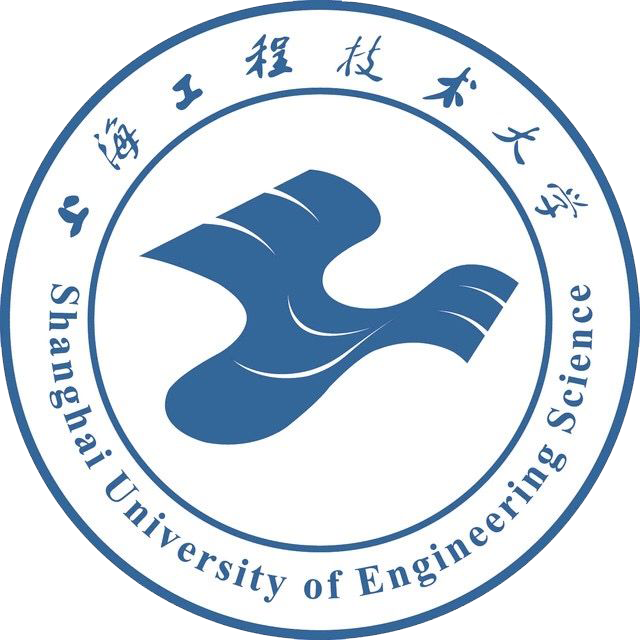 上海工程技术大学
Shanghai University of Engineering Science